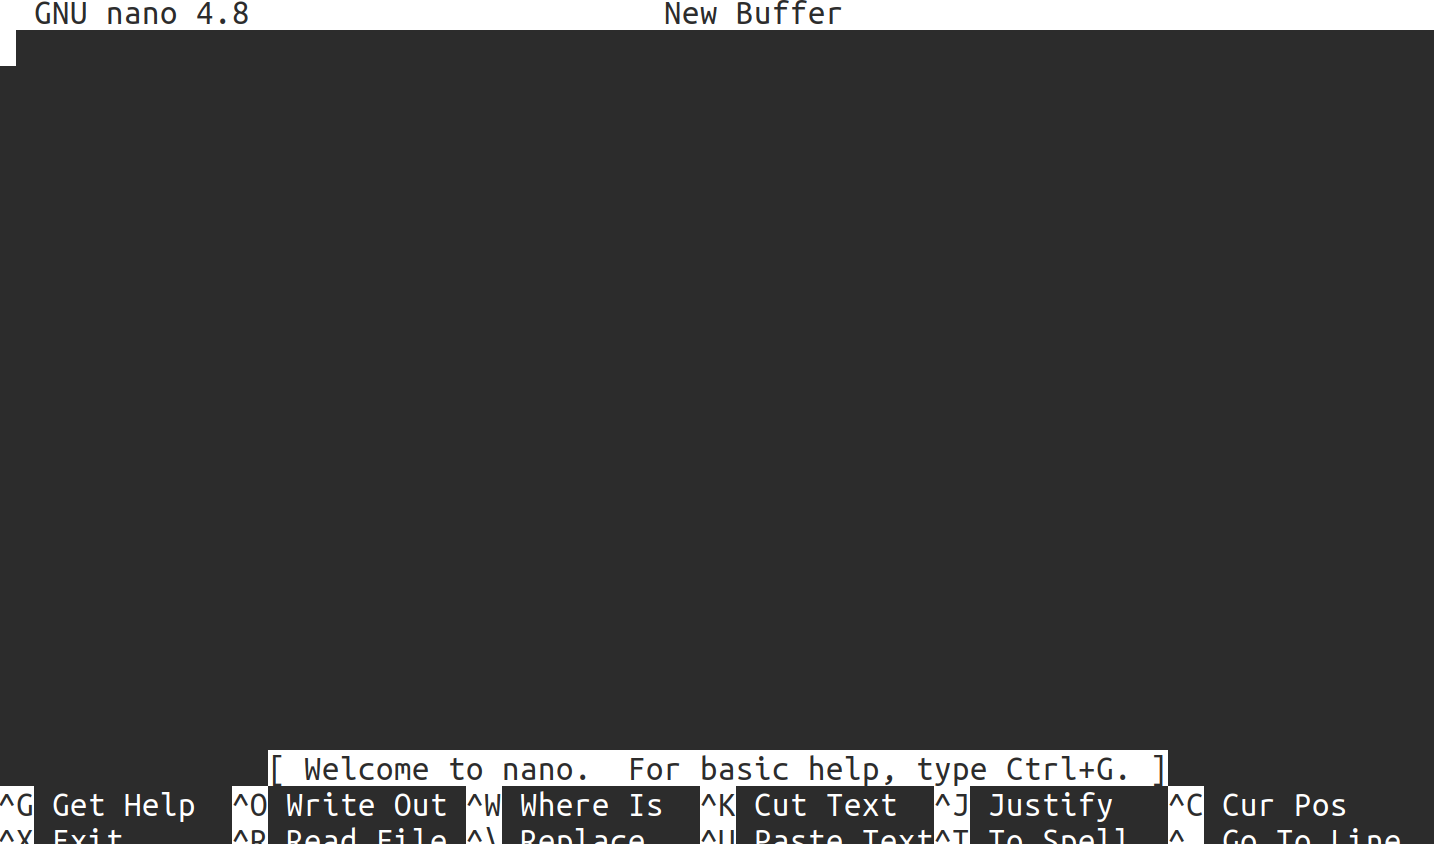 GNU nano 4.8 New Buffer
[ Welcome to nano.  For basic help, type Ctrl+G. ]
^G Get Help ^O Write Out ^W Where Is ^K Cut Text ^J Justify ^C Cur Pos
^X Exit ^R Read File ^\ Replace ^U Paste Text ^T To Spell ^_ Go To Line